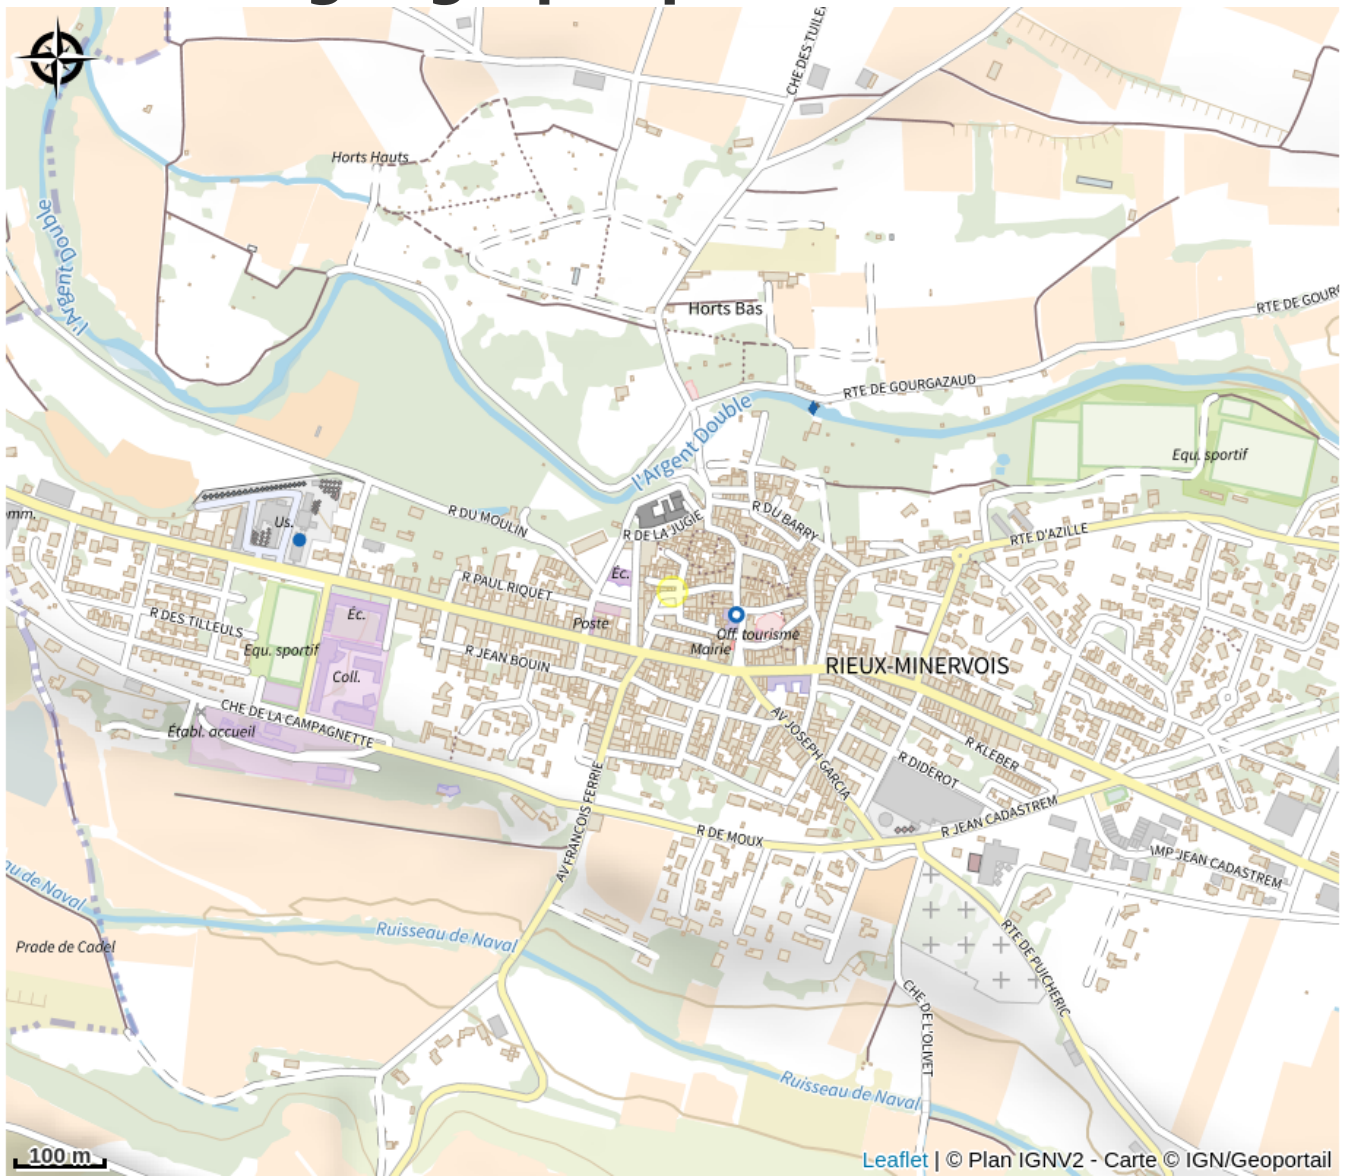 CHE DES TUILE
Horts Hauts
l'Argent Double
Horts Bas
RTE DE GOURG
RTE DE GOURGAZAUD
l'Argent Double
Equ. sportif
omm.
Us.
R DU MOULIN
R DE LA JUGIE
R DU BARRY
RTE D'AZILLE
Éc.
R PAUL RIQUET
Éc.
R DES TILLEULS
Poste
Off. tourisme
Mairie
Equ. sportif
R JEAN BOUIN
RIEUX-MINERVOIS
Coll.
CHE DE LA CAMPAGNETTE
Établ. accueil
AV JOSEPH GARCIA
R KLEBER
R DIDEROT
AV FRANCOIS FERRIE
R DE MOUX
R JEAN CADASTREM
IMP JEAN CADASTREM
au de Naval
Ruisseau de Naval
Prade de Cadel
RTE DE PUICHERIC
CHE DE L'OLIVET
Ruisseau de Naval
100 m
Leaflet | © Plan IGNV2 - Carte © IGN/Geoportail